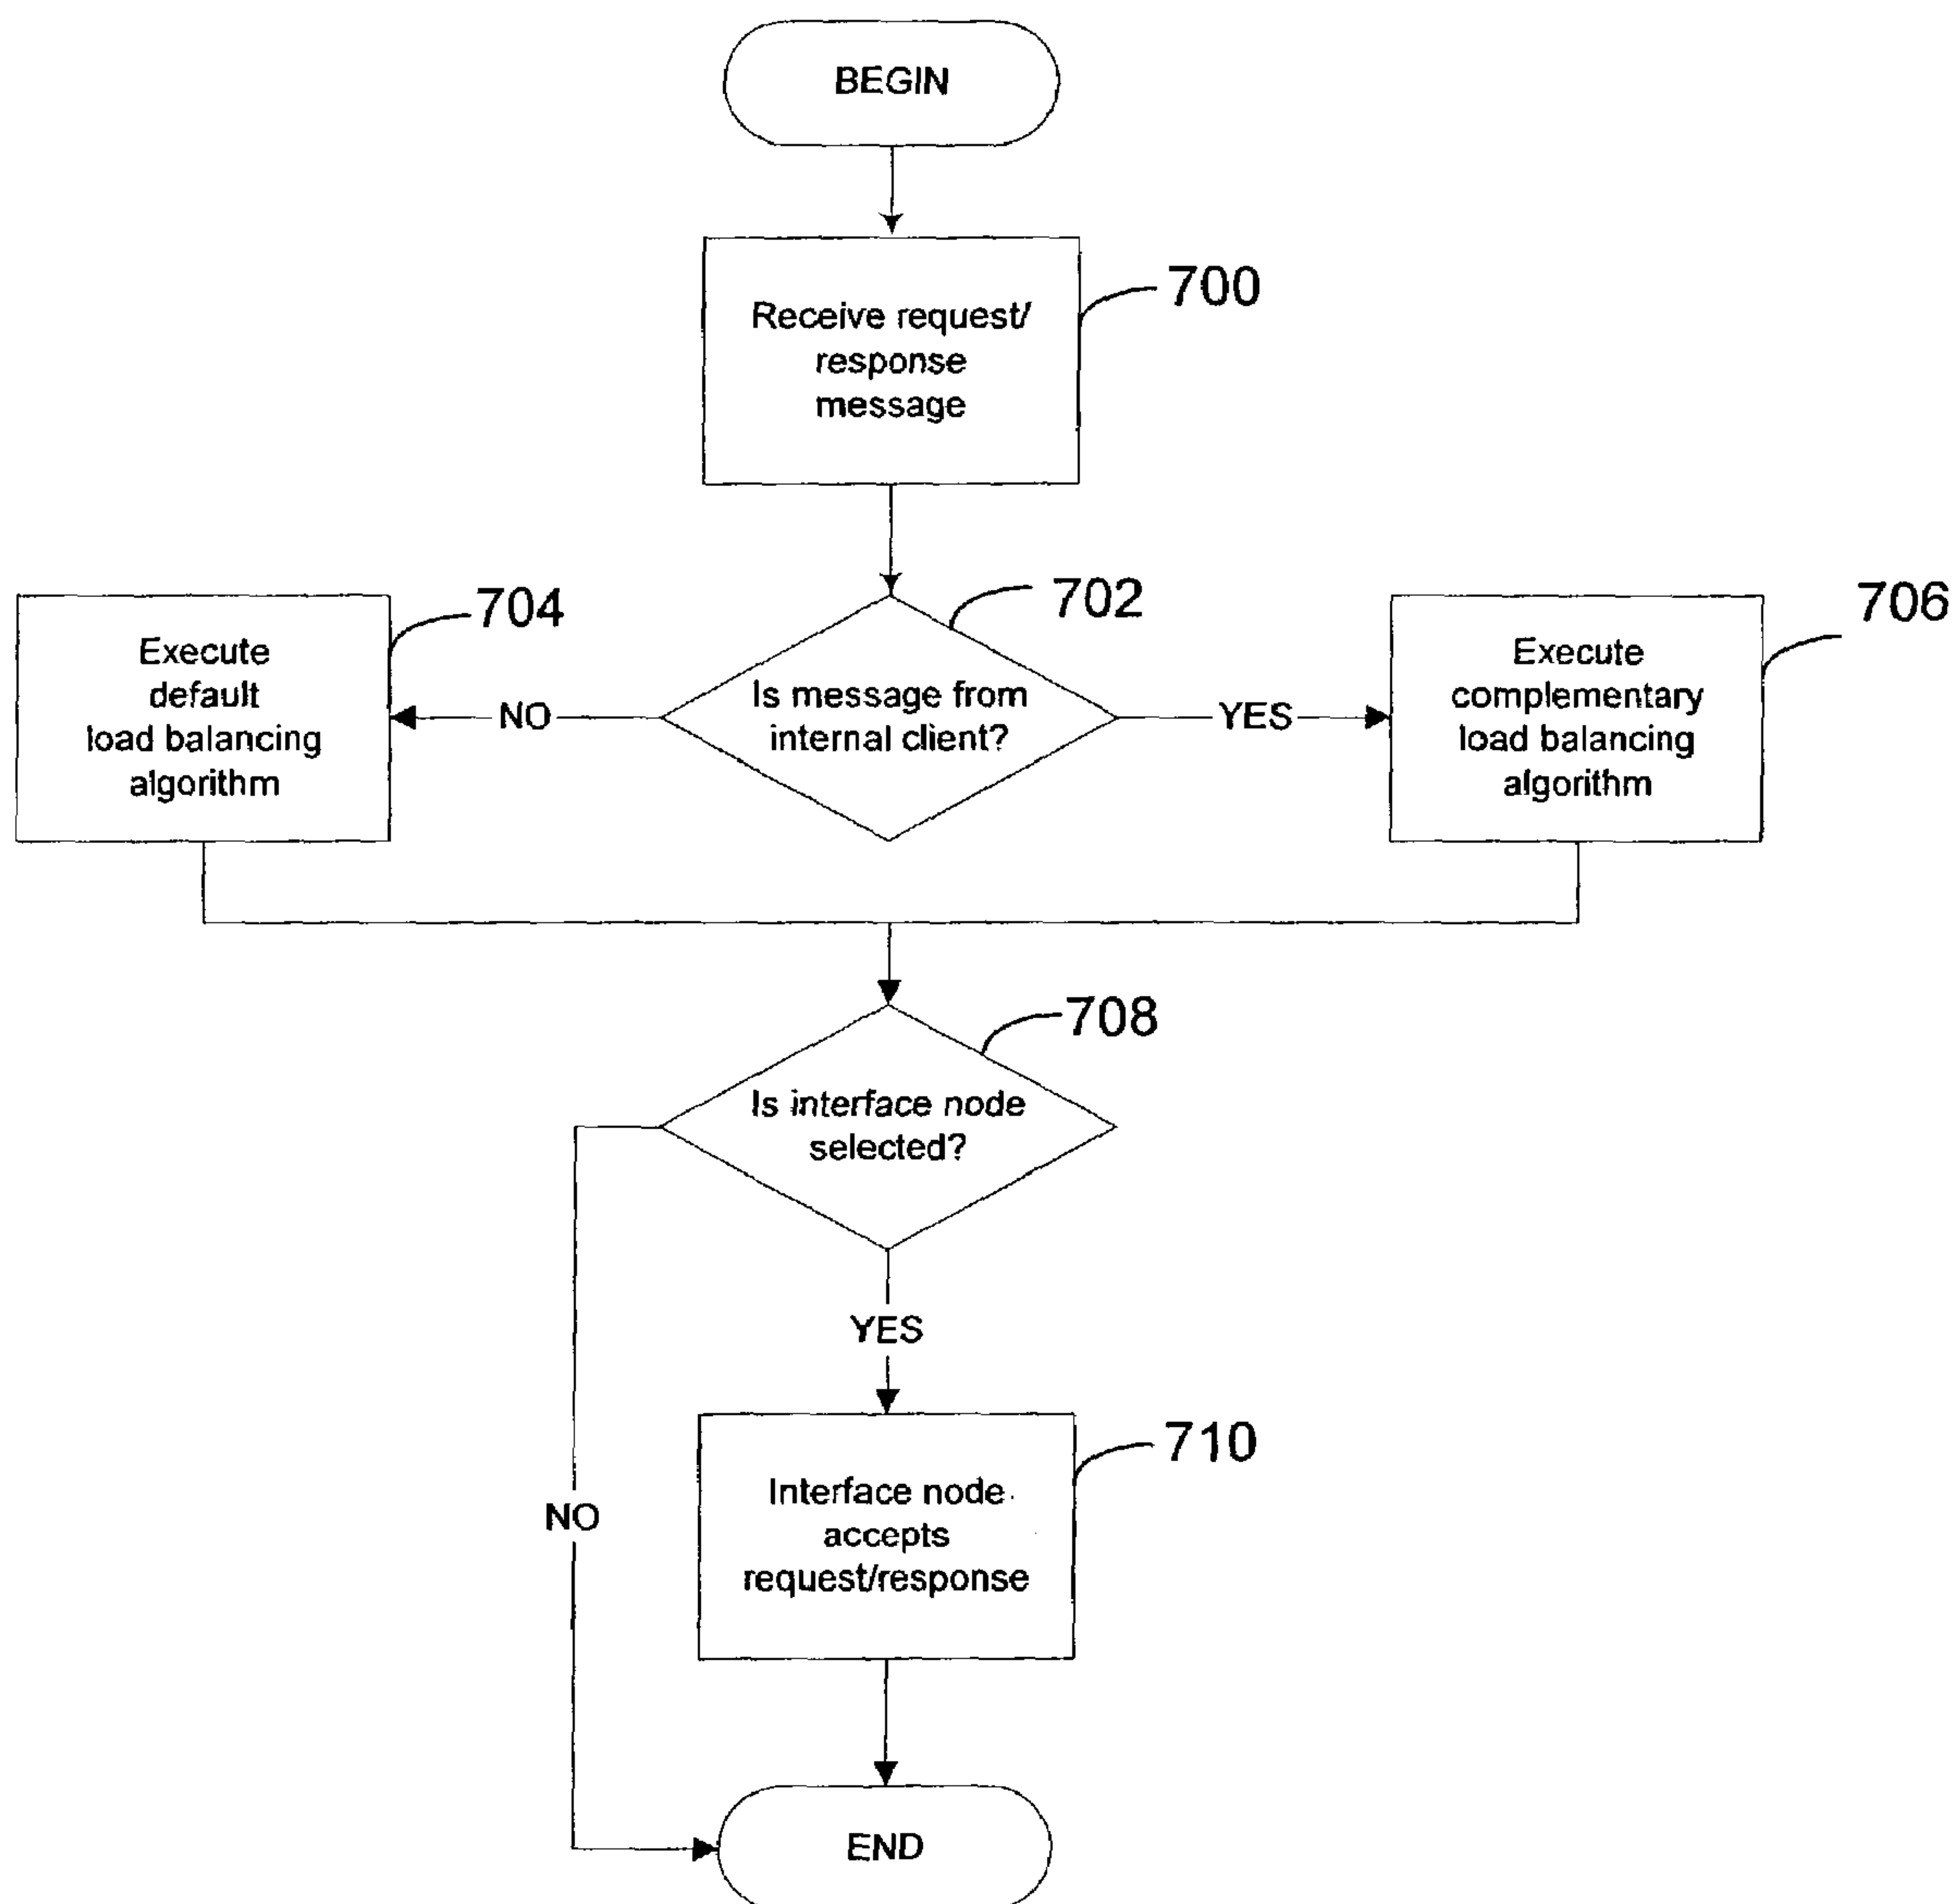 BEGIN
Receive request/
response
message
700
702
704
Execute
default
load balancing
algorithm
NO
Is message from
internal client?
YES
706
Execute
complementary
load balancing
algorithm
708
Is interface node
selected?
YES
NO
710
Interface node
accepts
request/response
END